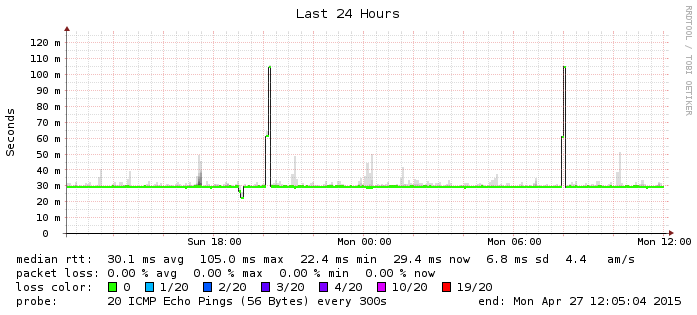 Last 24 Hours
RRDTOOL / TOBI OETIKER
Seconds
120 m
110 m
100 m
90 m
80 m
70 m
60 m
50 m
40 m
30 m
20 m
10 m
0
Sun 18:00 Mon 00:00 Mon 06:00 Mon 12:00
median rtt: 30.1 ms avg 105.0 ms max 22.4 ms min 29.4 ms now 6.8 ms sd 4.4 am/s
packet loss: 0.00 % avg 0.00 % max 0.00 % min 0.00 % now
loss color: 0 1/20 2/20 3/20 4/20 10/20 19/20
probe: 20 ICMP Echo Pings (56 Bytes) every 300s end: Mon Apr 27 12:05:04 2015